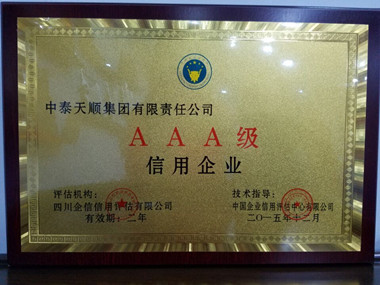 中泰天顺集团有限责任公司
AAA级
信用企业
评估机构：
四川企信信用评估有限公司
有效期：二年
技术指导：
中国企业信用评估中心有限公司
二〇一五年十二月